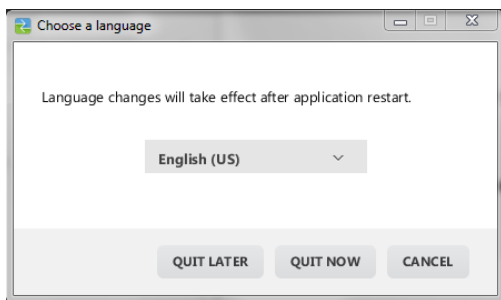 Choose a language
Language changes will take effect after application restart.
English (US)
QUIT LATER QUIT NOW CANCEL